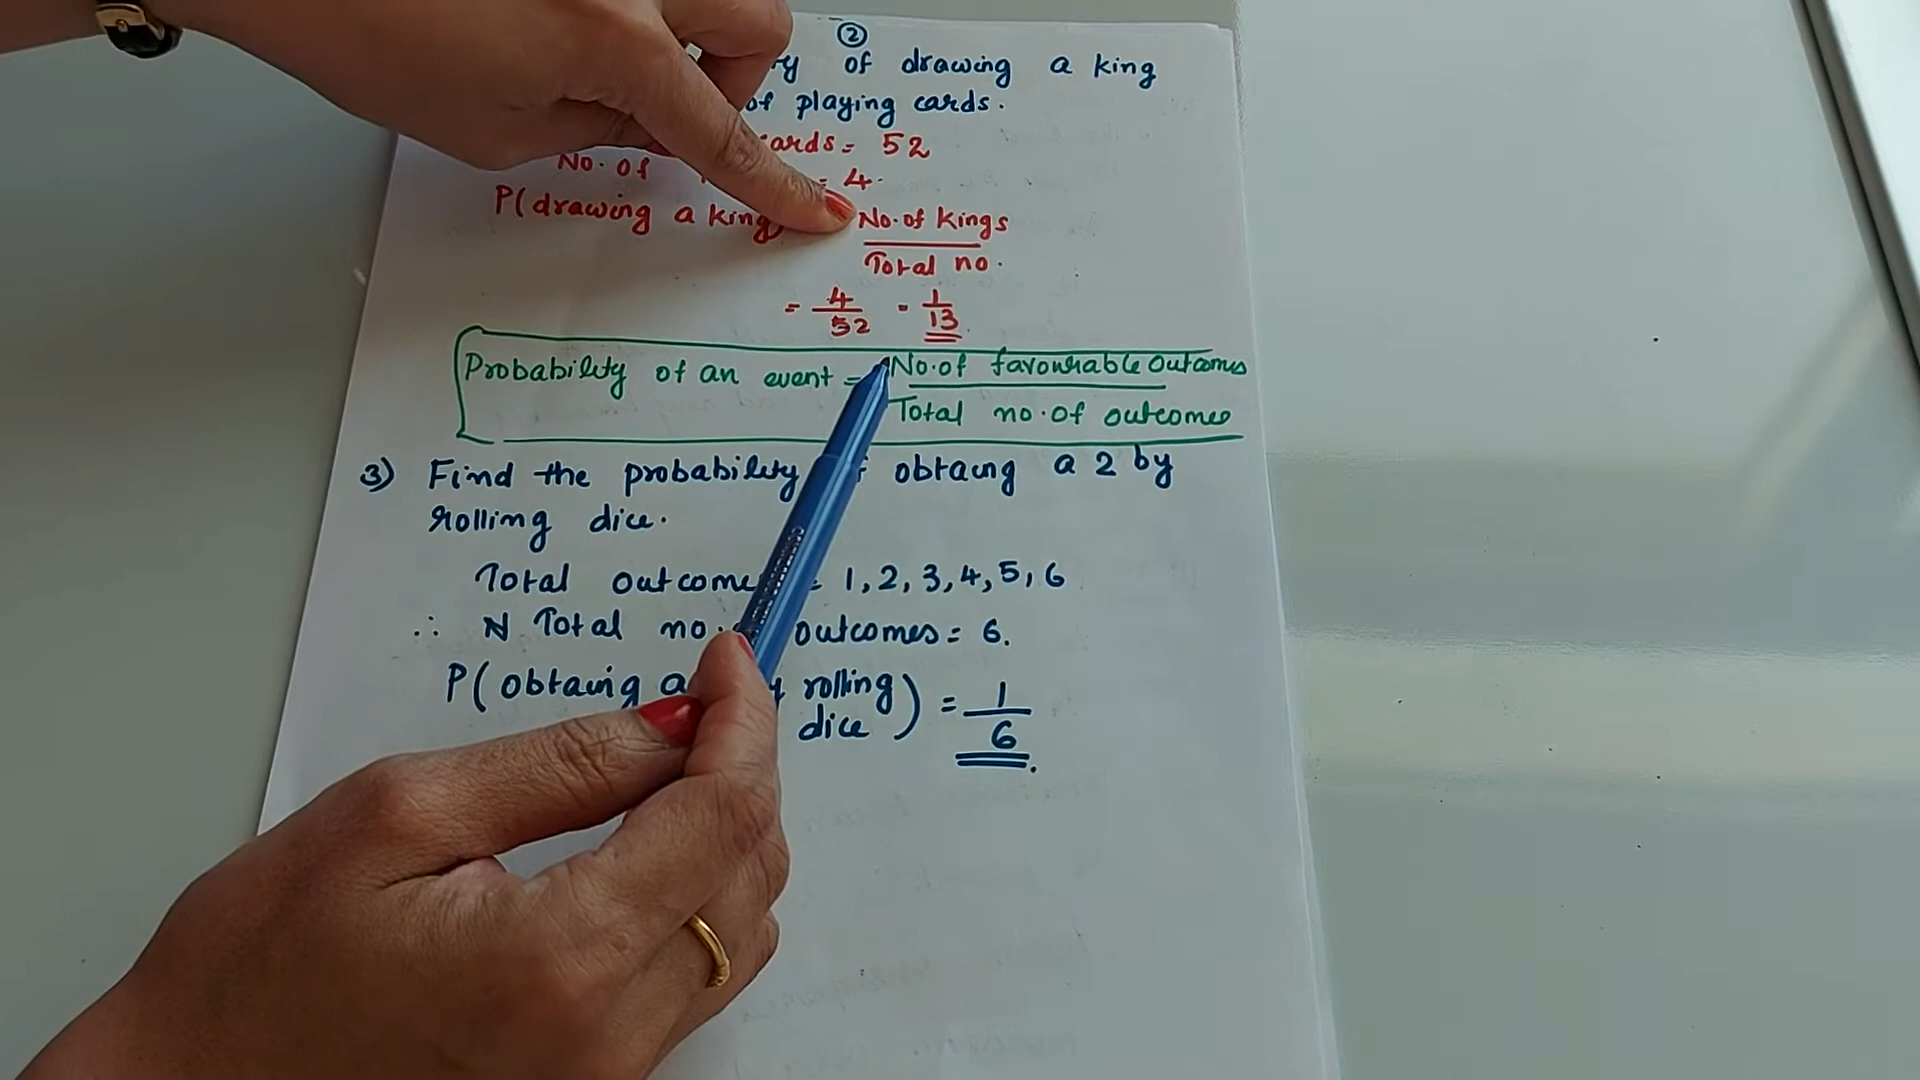 ②
of drawing a king
of playing cards.
= 52
No. of = 4.
P(drawing a king) No. of kings
Total no.
= 4/52 = 1/13
Probability of an event = No. of favourable outcomes
Total no. of outcomes
3) Find the probability obtaing a 2 by
rolling dice.
Total outcome = 1, 2, 3, 4, 5, 6
∴ N Total no. outcomes = 6.
P(obtaing a rolling
dice) = 1/6.